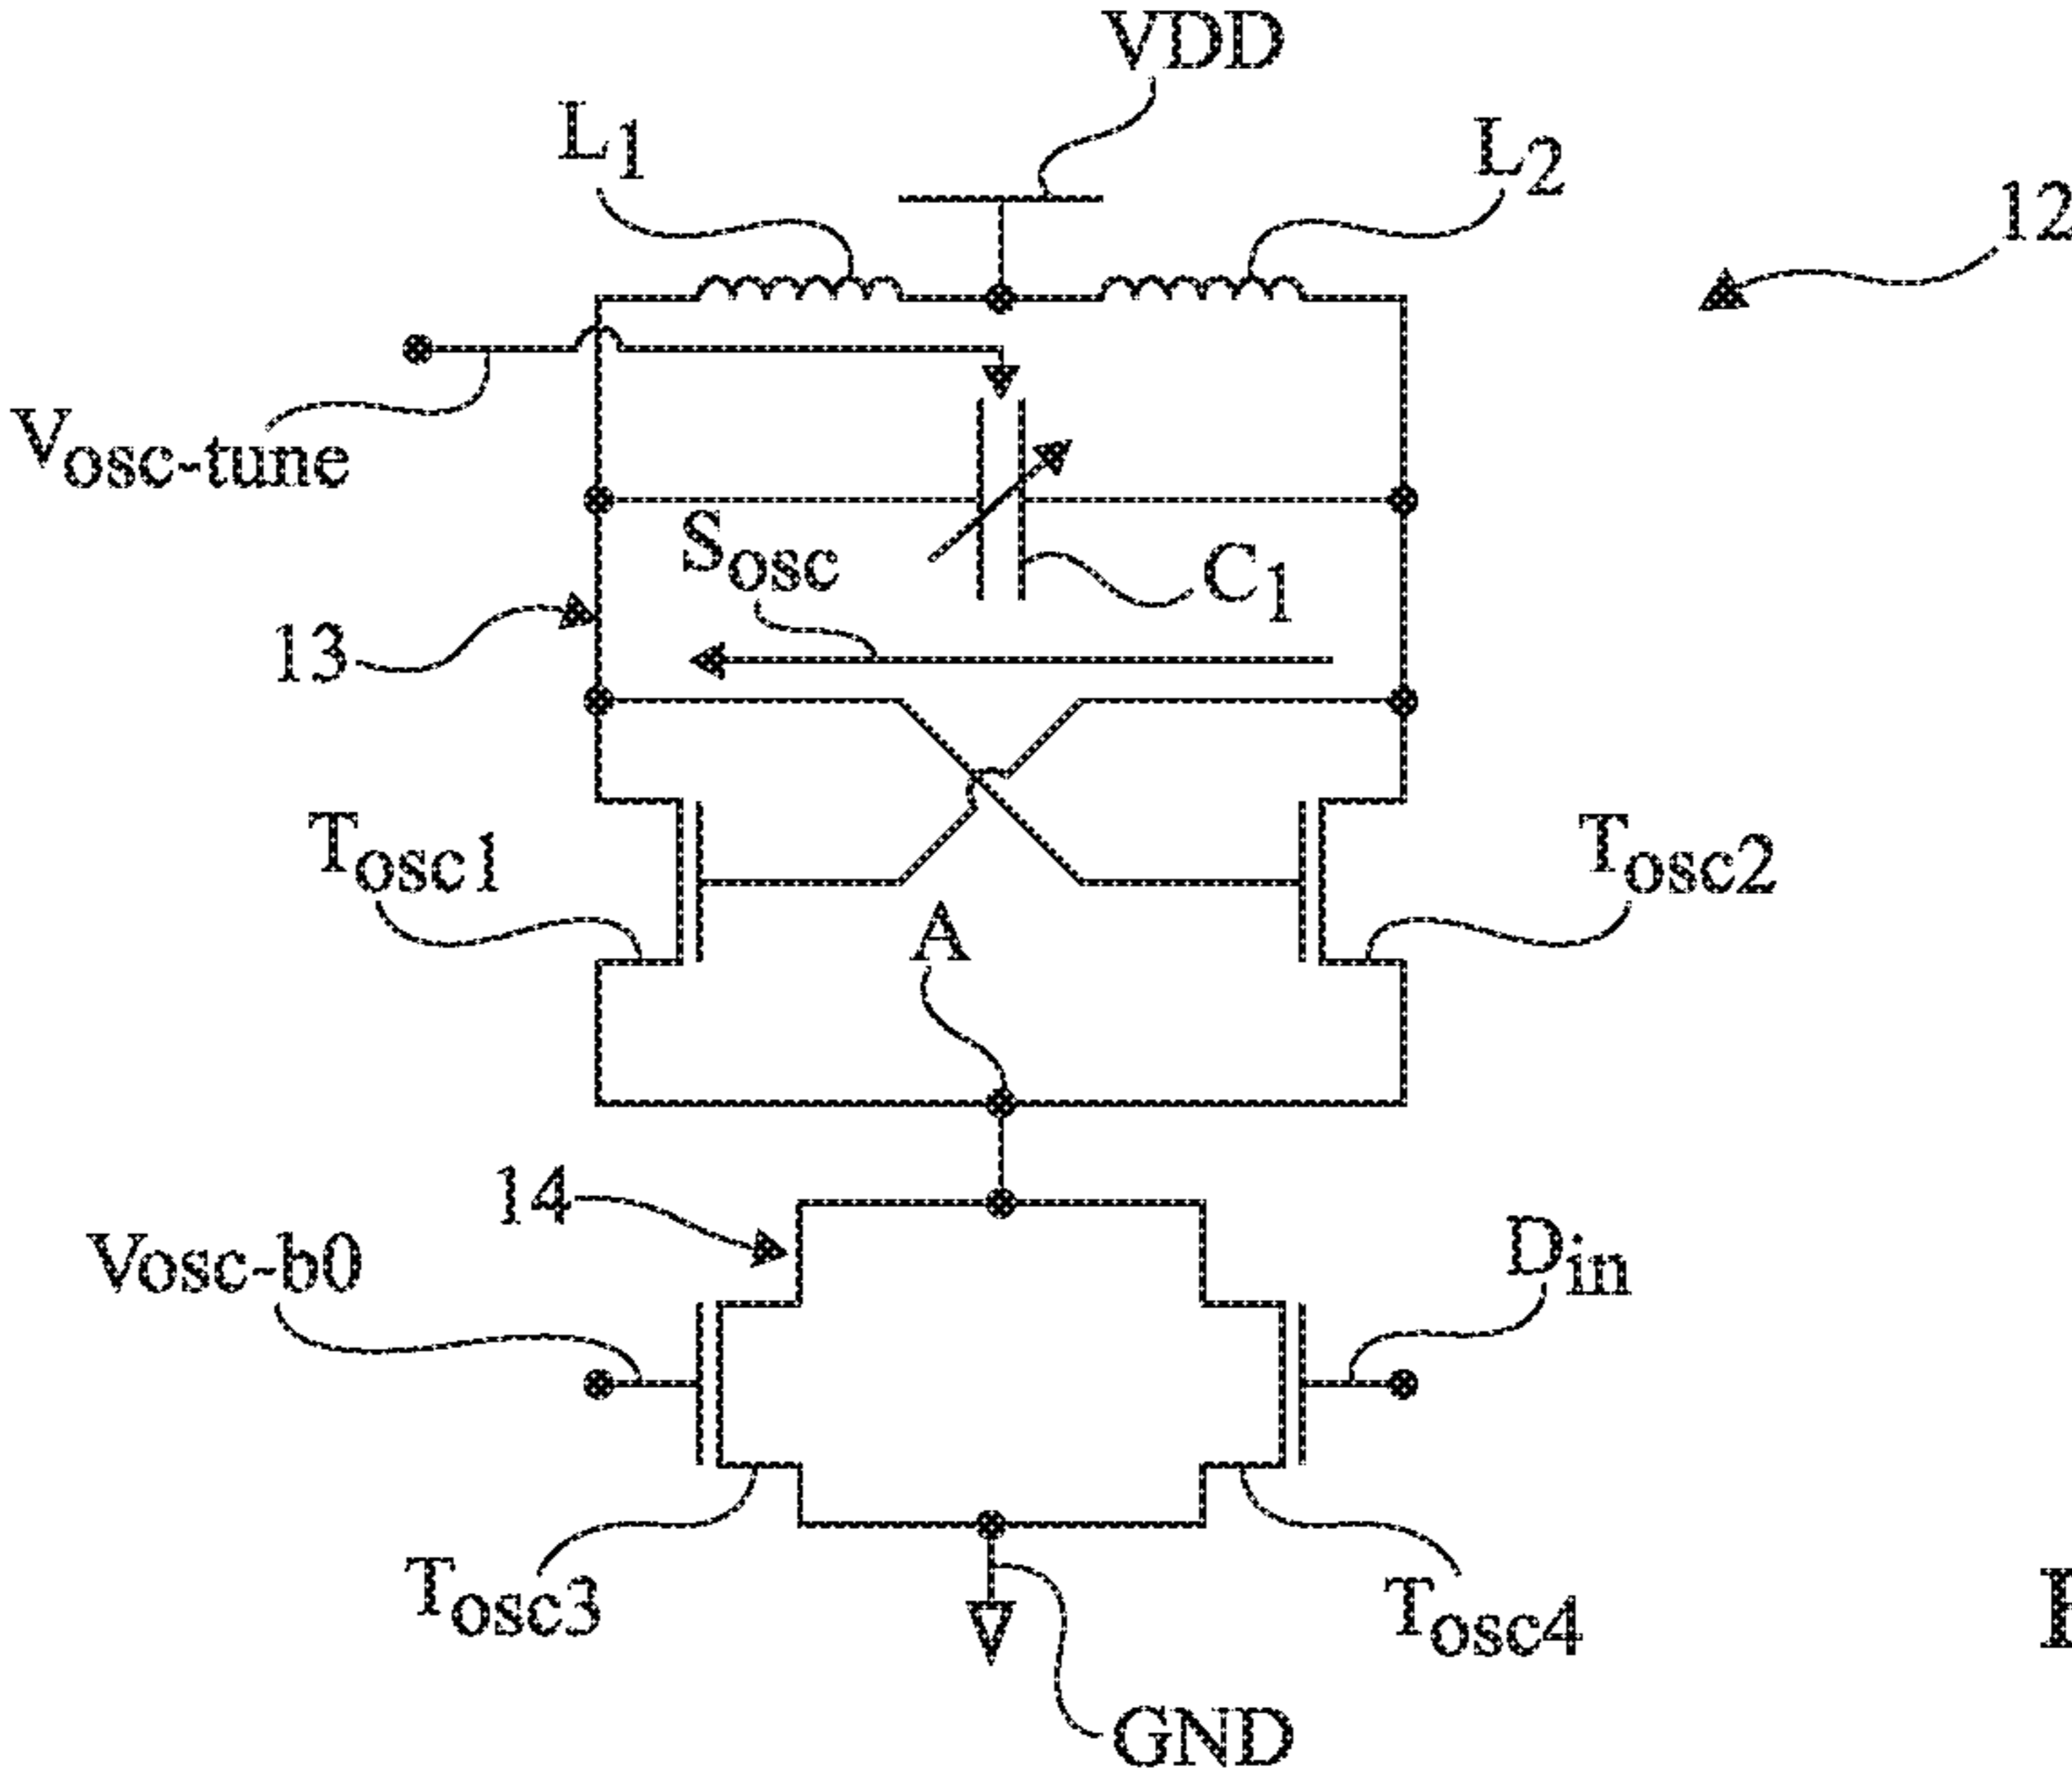 VDD
L1
L2
12
Vosc-tune
Sosc
C1
13
Tosc1
Tosc2
A
14
Vosc-b0
Din
Tosc3
Tosc4
GND